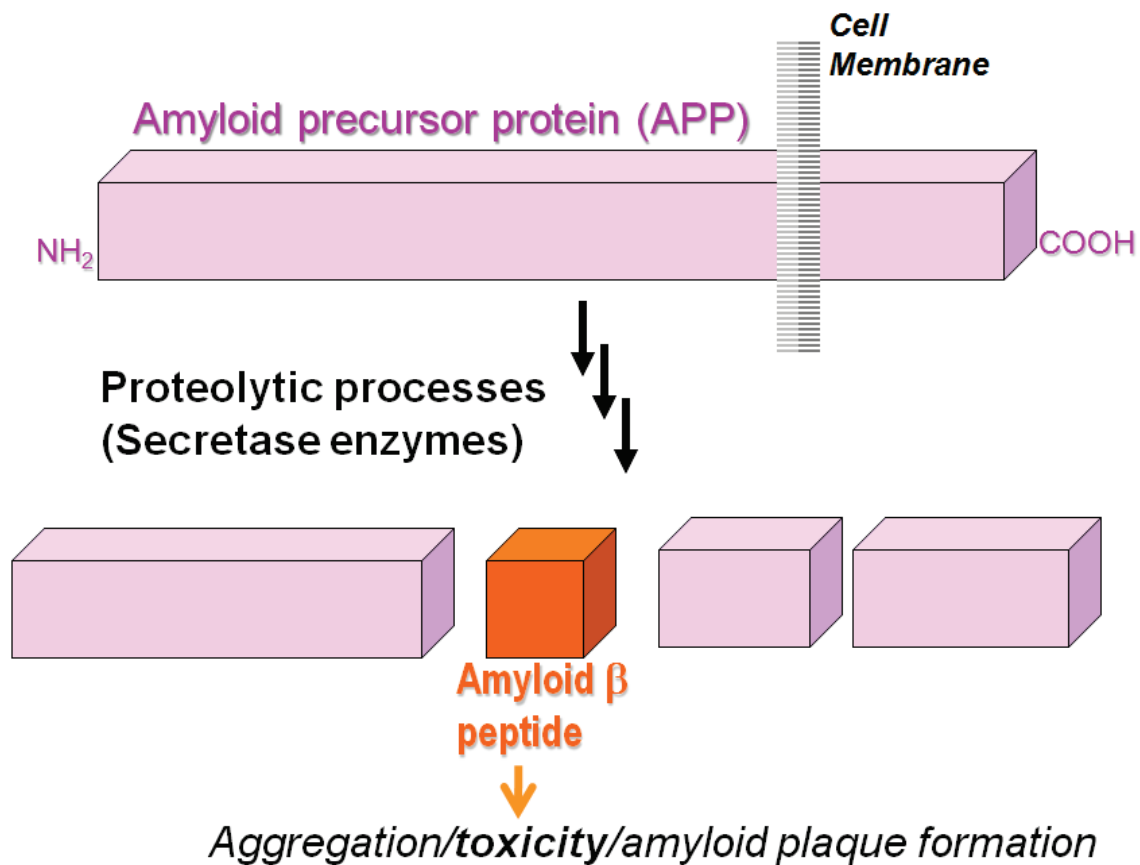 Cell
Membrane
Amyloid precursor protein (APP)
NH₂
COOH
Proteolytic processes
(Secretase enzymes)
Amyloid β
peptide
Aggregation/toxicity/amyloid plaque formation